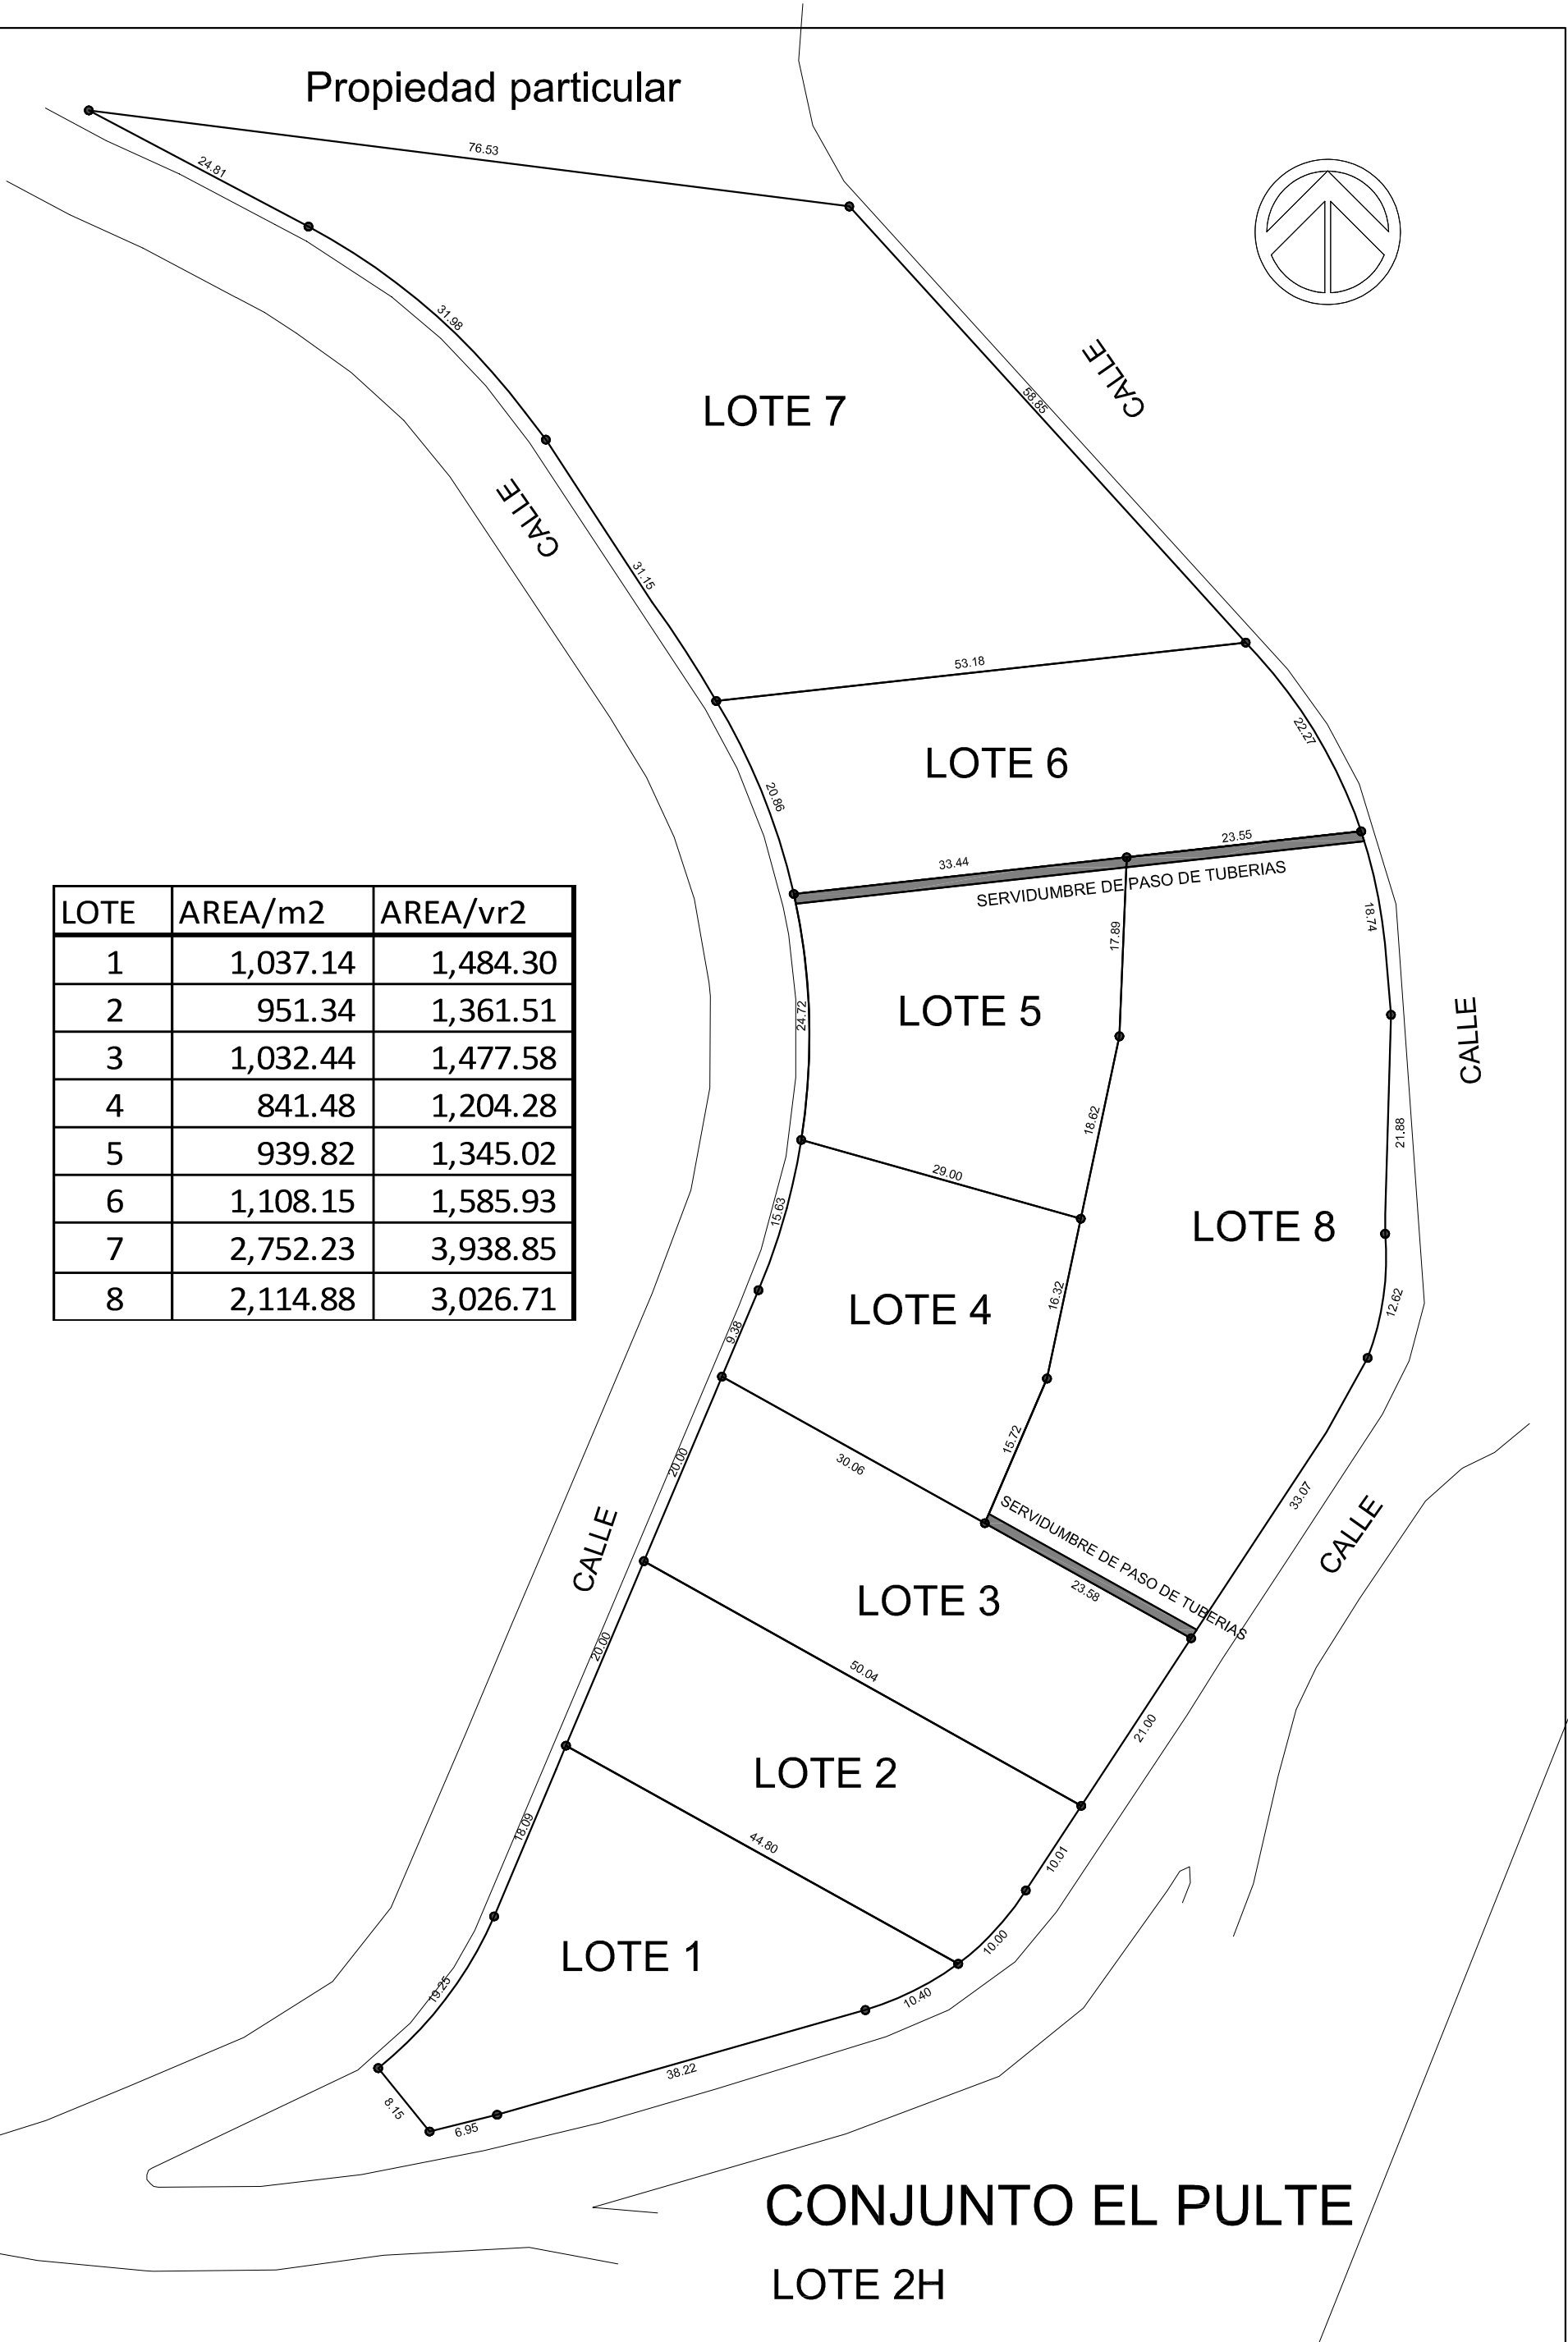 Propiedad particular
76.53
24.81
31.98
LOTE 7
CALLE
58.85
CALLE
31.15
53.18
22.27
LOTE 6
20.86
23.55
33.44
SERVIDUMBRE DE PASO DE TUBERIAS
18.74
17.89
LOTE AREA/m2 AREA/vr2
1 1,037.14 1,484.30
2 951.34 1,361.51
3 1,032.44 1,477.58
4 841.48 1,204.28
5 939.82 1,345.02
6 1,108.15 1,585.93
7 2,752.23 3,938.85
8 2,114.88 3,026.71
24.72
LOTE 5
CALLE
18.62
21.88
29.00
15.63
LOTE 8
16.32
12.62
LOTE 4
9.38
15.72
20.00
30.06
33.07
SERVIDUMBRE DE PASO DE TUBERIAS
CALLE
CALLE
23.58
LOTE 3
20.00
50.04
21.00
LOTE 2
18.09
44.80
10.01
10.00
LOTE 1
19.25
10.40
38.22
8.15
6.95
CONJUNTO EL PULTE
LOTE 2H